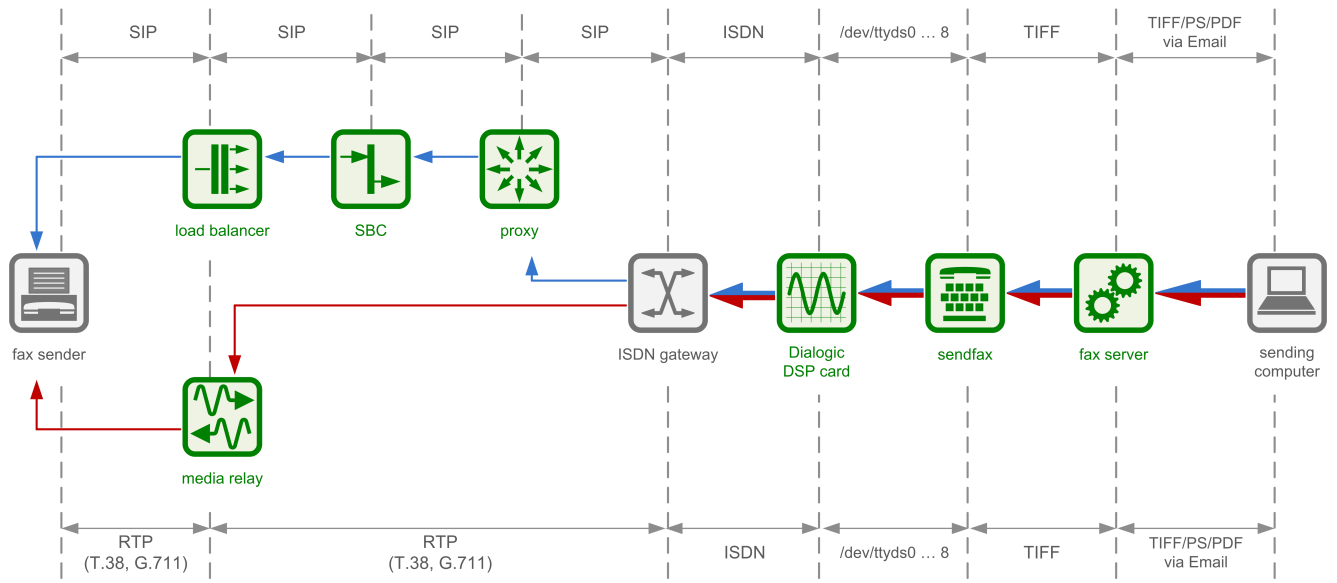 SIP
SIP
SIP
SIP
ISDN
/dev/ttyds0 … 8
TIFF
TIFF/PS/PDF
via Email
load balancer
SBC
proxy
fax sender
ISDN gateway
Dialogic
DSP card
sendfax
fax server
sending
computer
media relay
RTP
(T.38, G.711)
RTP
(T.38, G.711)
ISDN
/dev/ttyds0 … 8
TIFF
TIFF/PS/PDF
via Email